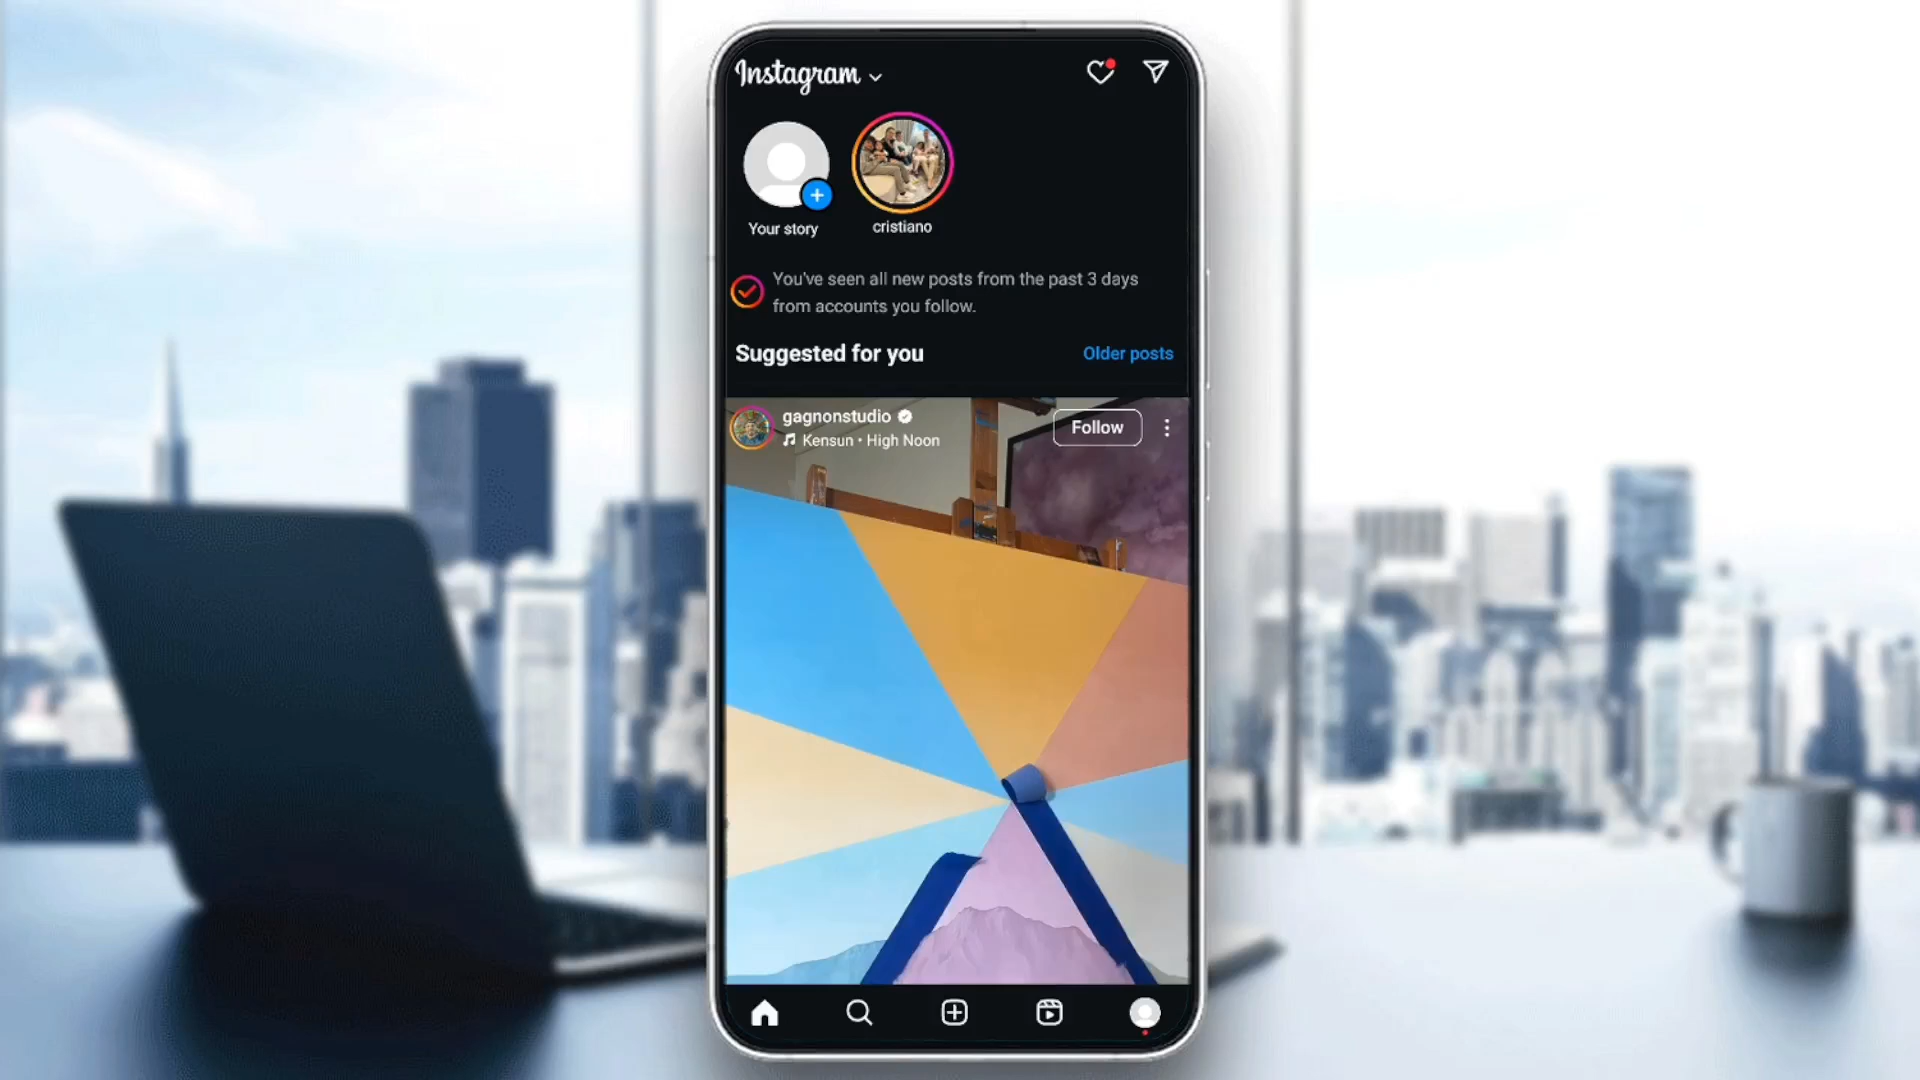 Instagram
Your story
cristiano
You've seen all new posts from the past 3 days
from accounts you follow.
Suggested for you
Older posts
gagnonstudio
Kensun • High Noon
Follow